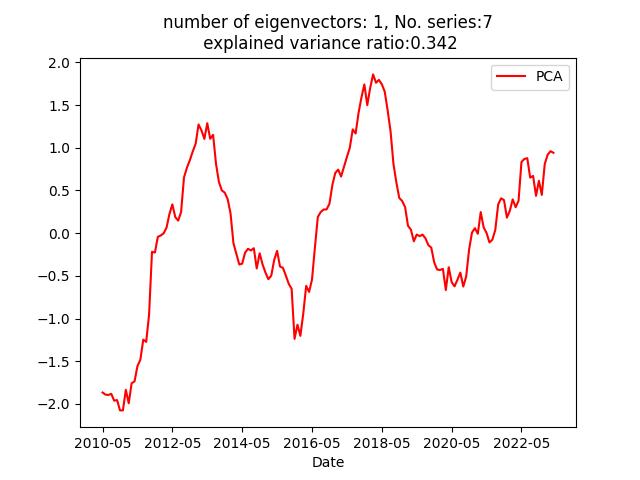 number of eigenvectors: 1, No. series:7
explained variance ratio:0.342
PCA
2.0
1.5
1.0
0.5
0.0
−0.5
−1.0
−1.5
−2.0
2010-05 2012-05 2014-05 2016-05 2018-05 2020-05 2022-05
Date